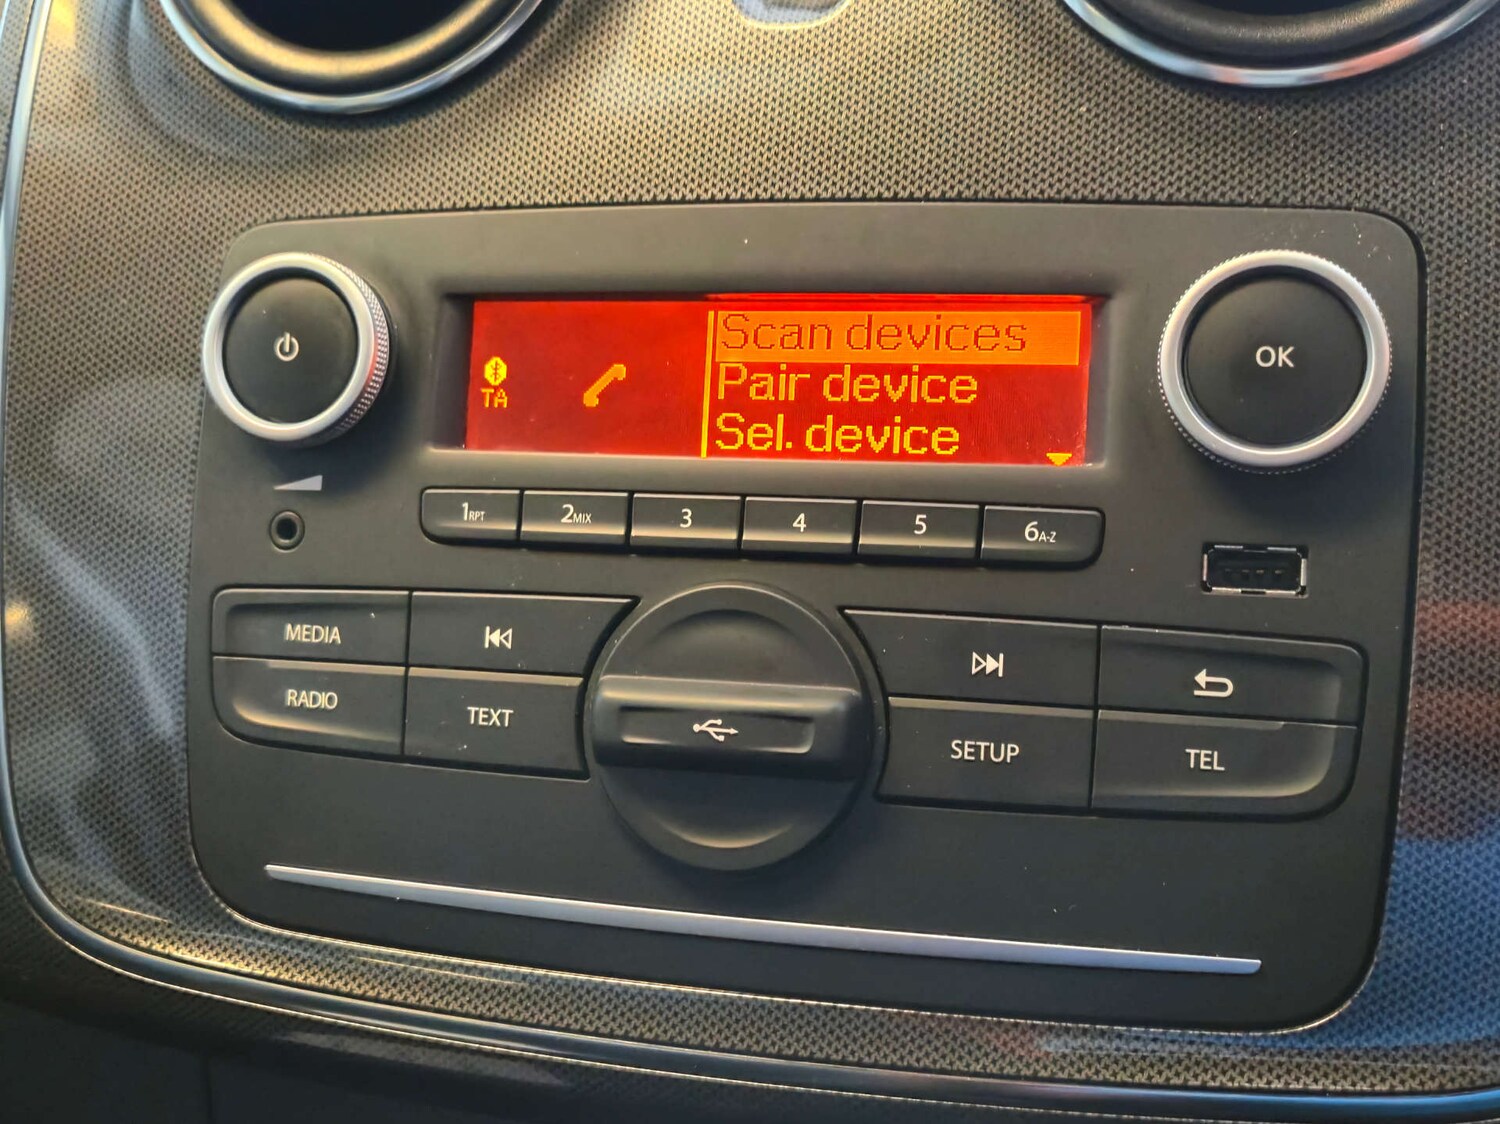 Scan devices
Pair device
Sel. device
TA
OK
1RPT
2MIX
3
4
5
6A-Z
MEDIA
RADIO
TEXT
SETUP
TEL